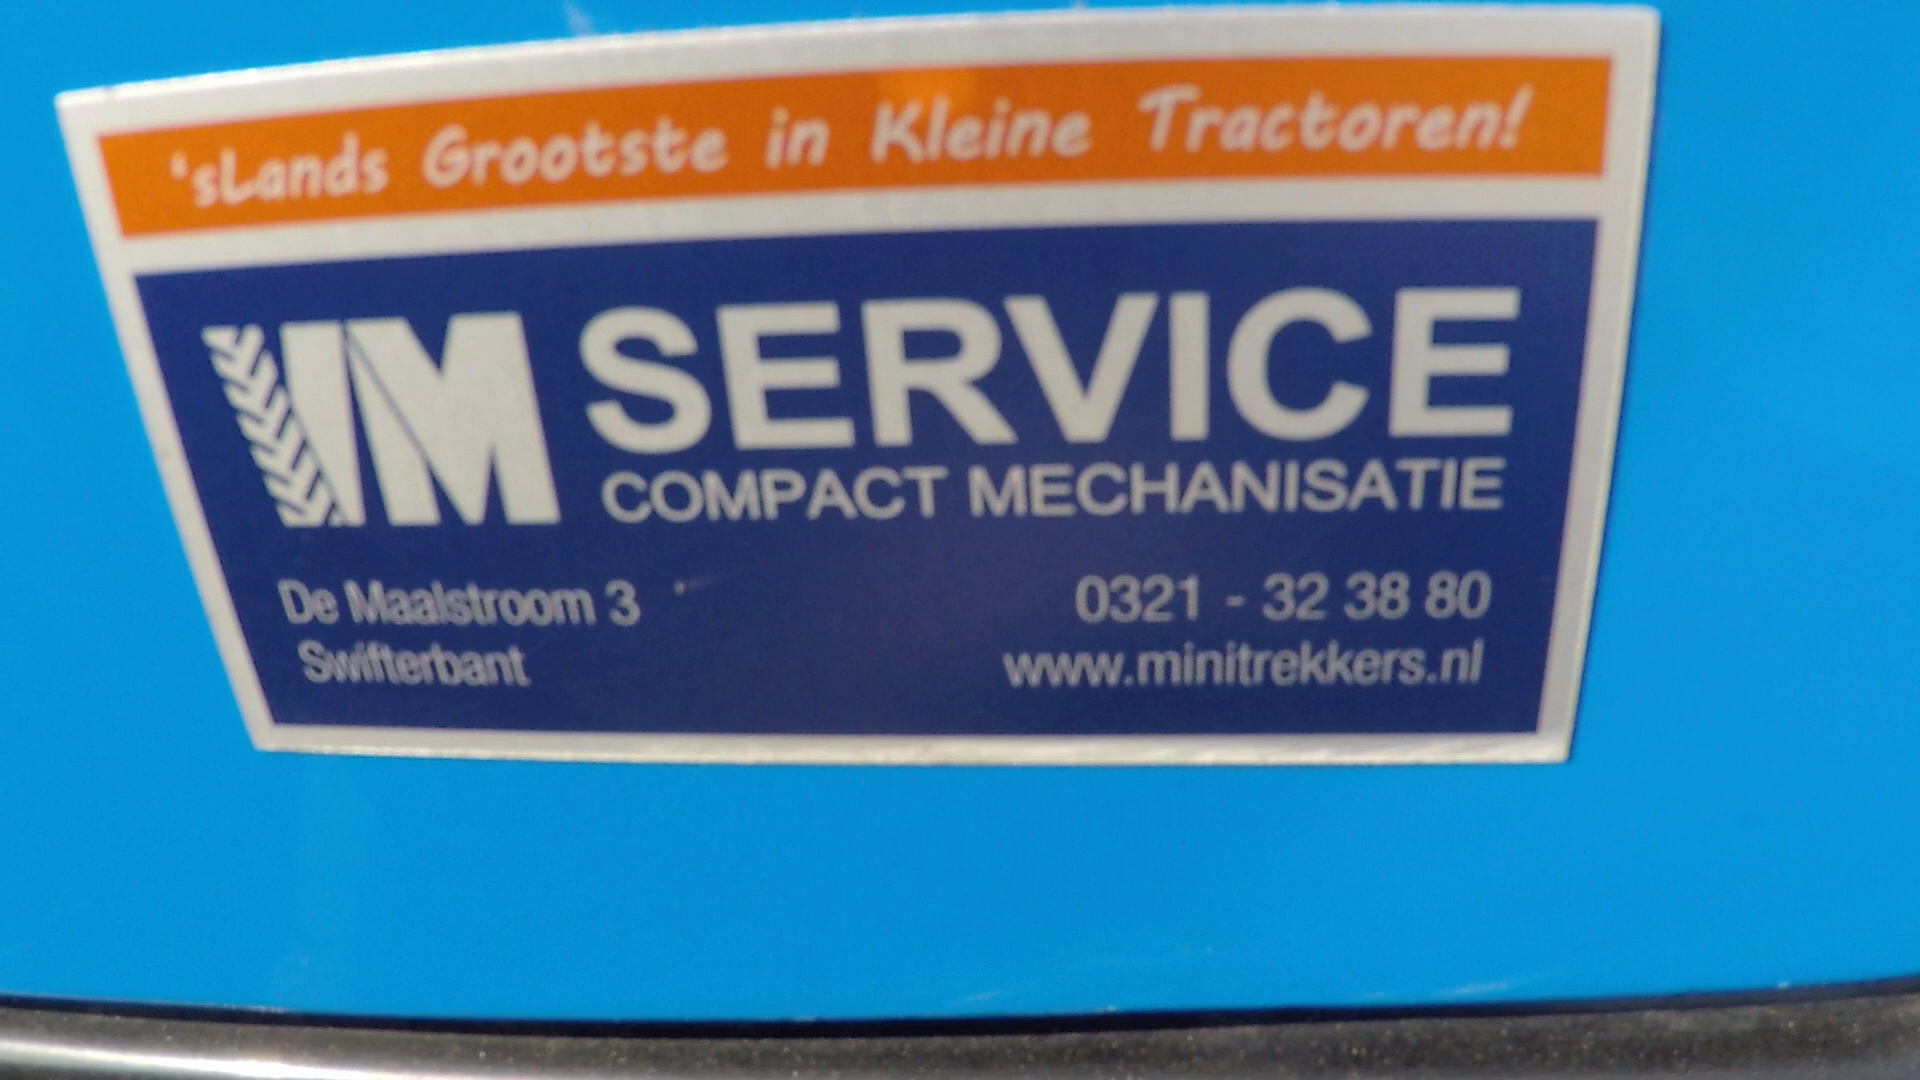 'sLands Grootste in Kleine Tractoren!
IM SERVICE
COMPACT MECHANISATIE
De Maalstroom 3
Swifterbant
0321 - 32 38 80
www.minitrekkers.nl